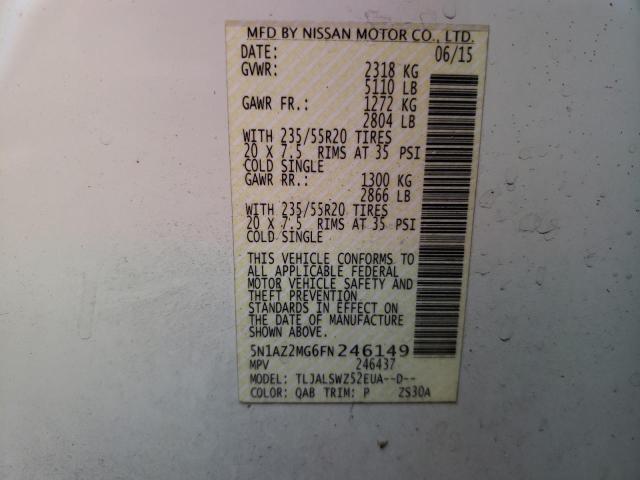 MFD BY NISSAN MOTOR CO., LTD.
DATE: 06/15
GVWR: 2318 KG
5110 LB
GAWR FR.: 1272 KG
2804 LB
WITH 235/55R20 TIRES
20 X 7.5 RIMS AT 35 PSI
COLD SINGLE
GAWR RR.: 1300 KG
2866 LB
WITH 235/55R20 TIRES
20 X 7.5 RIMS AT 35 PSI
COLD SINGLE
THIS VEHICLE CONFORMS TO
ALL APPLICABLE FEDERAL
MOTOR VEHICLE SAFETY AND
THEFT PREVENTION
STANDARDS IN EFFECT ON
THE DATE OF MANUFACTURE
SHOWN ABOVE.
5N1AZ2MG6FN246149
MPV 246437
MODEL: TLJALSWZ52EUA--D--
COLOR: QAB TRIM: P ZS30A